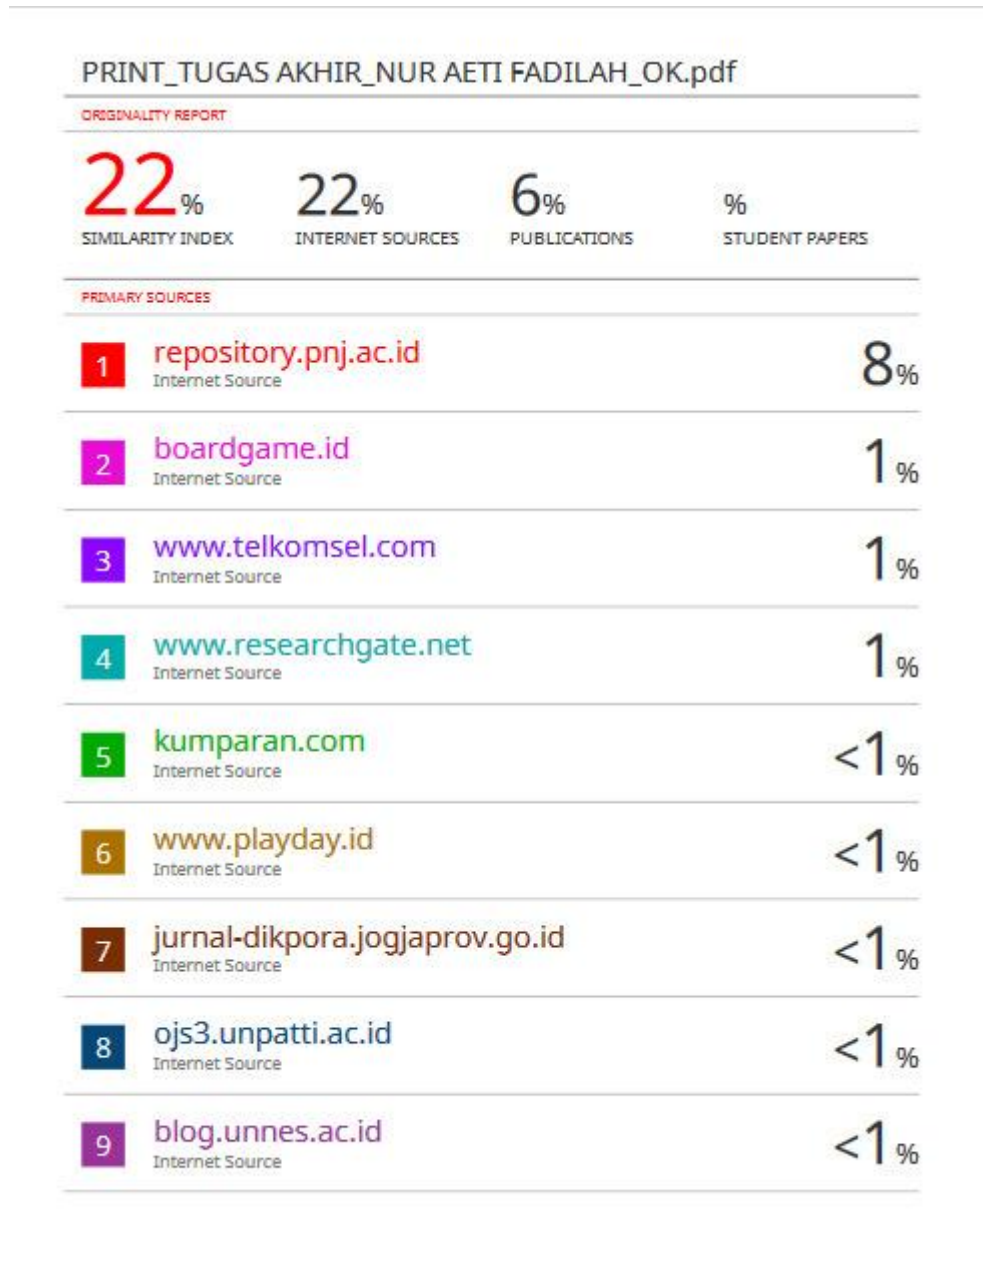 PRINT_TUGAS AKHIR_NUR AETI FADILAH_OK.pdf
ORIGINALITY REPORT
22% 22% 6% %
SIMILARITY INDEX INTERNET SOURCES PUBLICATIONS STUDENT PAPERS
PRIMARY SOURCES
1 repository.pnj.ac.id 8%
Internet Source
2 boardgame.id 1%
Internet Source
3 www.telkomsel.com 1%
Internet Source
4 www.researchgate.net 1%
Internet Source
5 kumparan.com <1%
Internet Source
6 www.playday.id <1%
Internet Source
7 jurnal-dikpora.jogjaprov.go.id <1%
Internet Source
8 ojs3.unpatti.ac.id <1%
Internet Source
9 blog.unnes.ac.id <1%
Internet Source